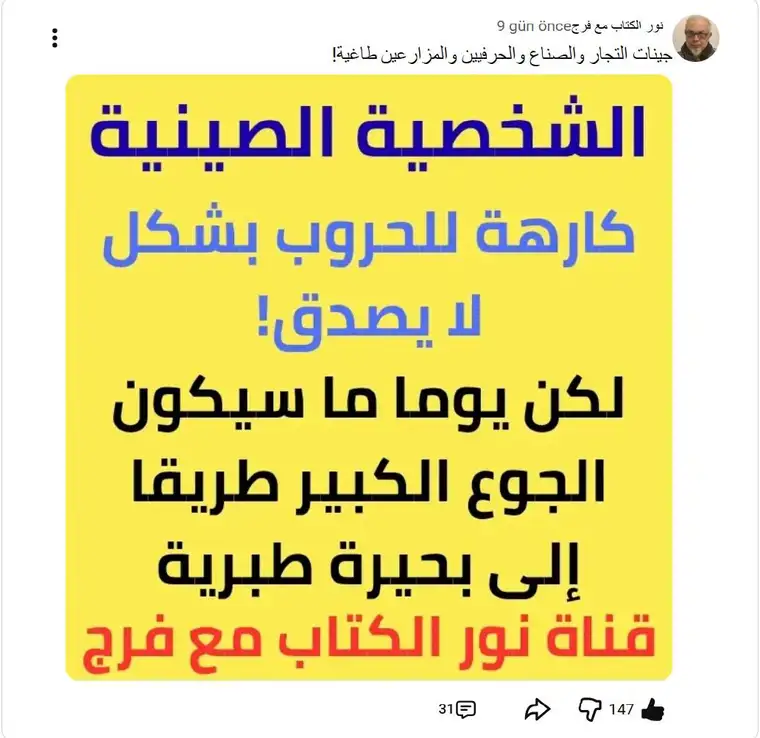 نور الكتاب مع فرج 9 gün önce
جينات التجار والصناع والحرفيين والمزارعين طاغية!
الشخصية الصينية
كارهة للحروب بشكل
لا يصدق!
لكن يوما ما سيكون
الجوع الكبير طريقا
إلى بحيرة طبرية
قناة نور الكتاب مع فرج
147
31